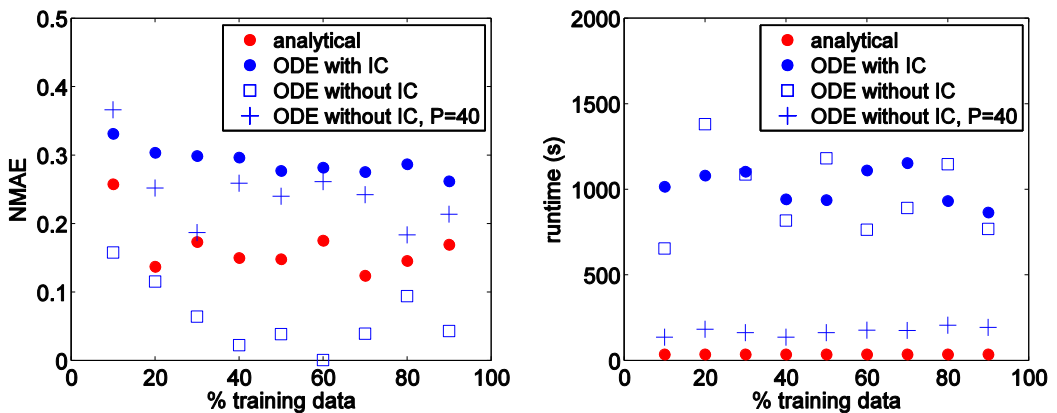 0.5
0.4
0.3
0.2
0.1
0
NMAE
0 20 40 60 80 100
% training data
analytical
ODE with IC
ODE without IC
ODE without IC, P=40
2000
1500
1000
500
0
runtime (s)
0 20 40 60 80 100
% training data
analytical
ODE with IC
ODE without IC
ODE without IC, P=40